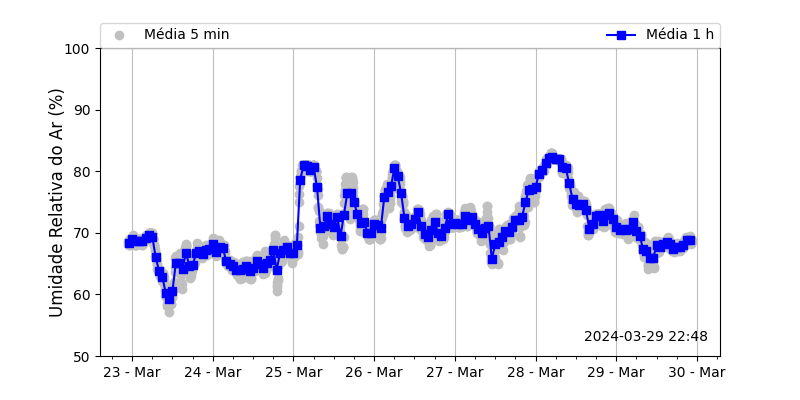 Média 5 min
Média 1 h
Umidade Relativa do Ar (%)
100
90
80
70
60
50
2024-03-29 22:48
23 - Mar
24 - Mar
25 - Mar
26 - Mar
27 - Mar
28 - Mar
29 - Mar
30 - Mar